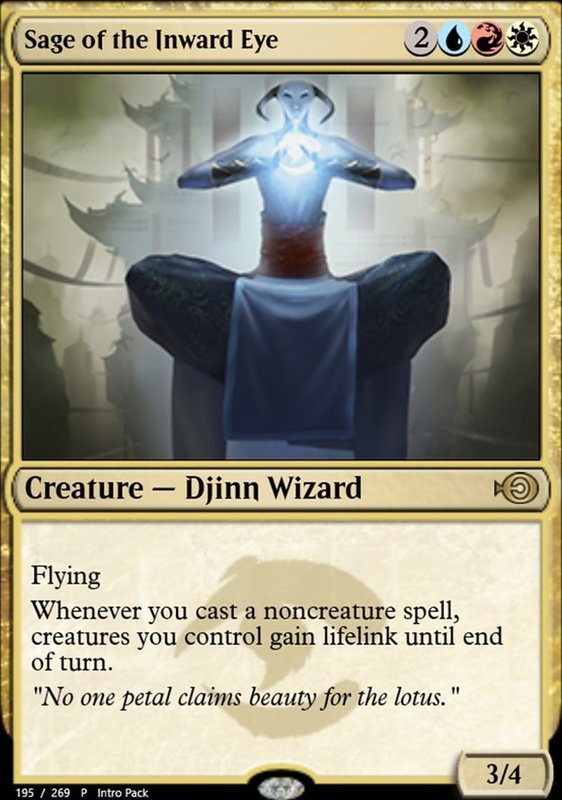 Sage of the Inward Eye 2
Creature — Djinn Wizard
Flying
Whenever you cast a noncreature spell,
creatures you control gain lifelink until end
of turn.
"No one petal claims beauty for the lotus."
3/4
195 / 269 P Intro Pack